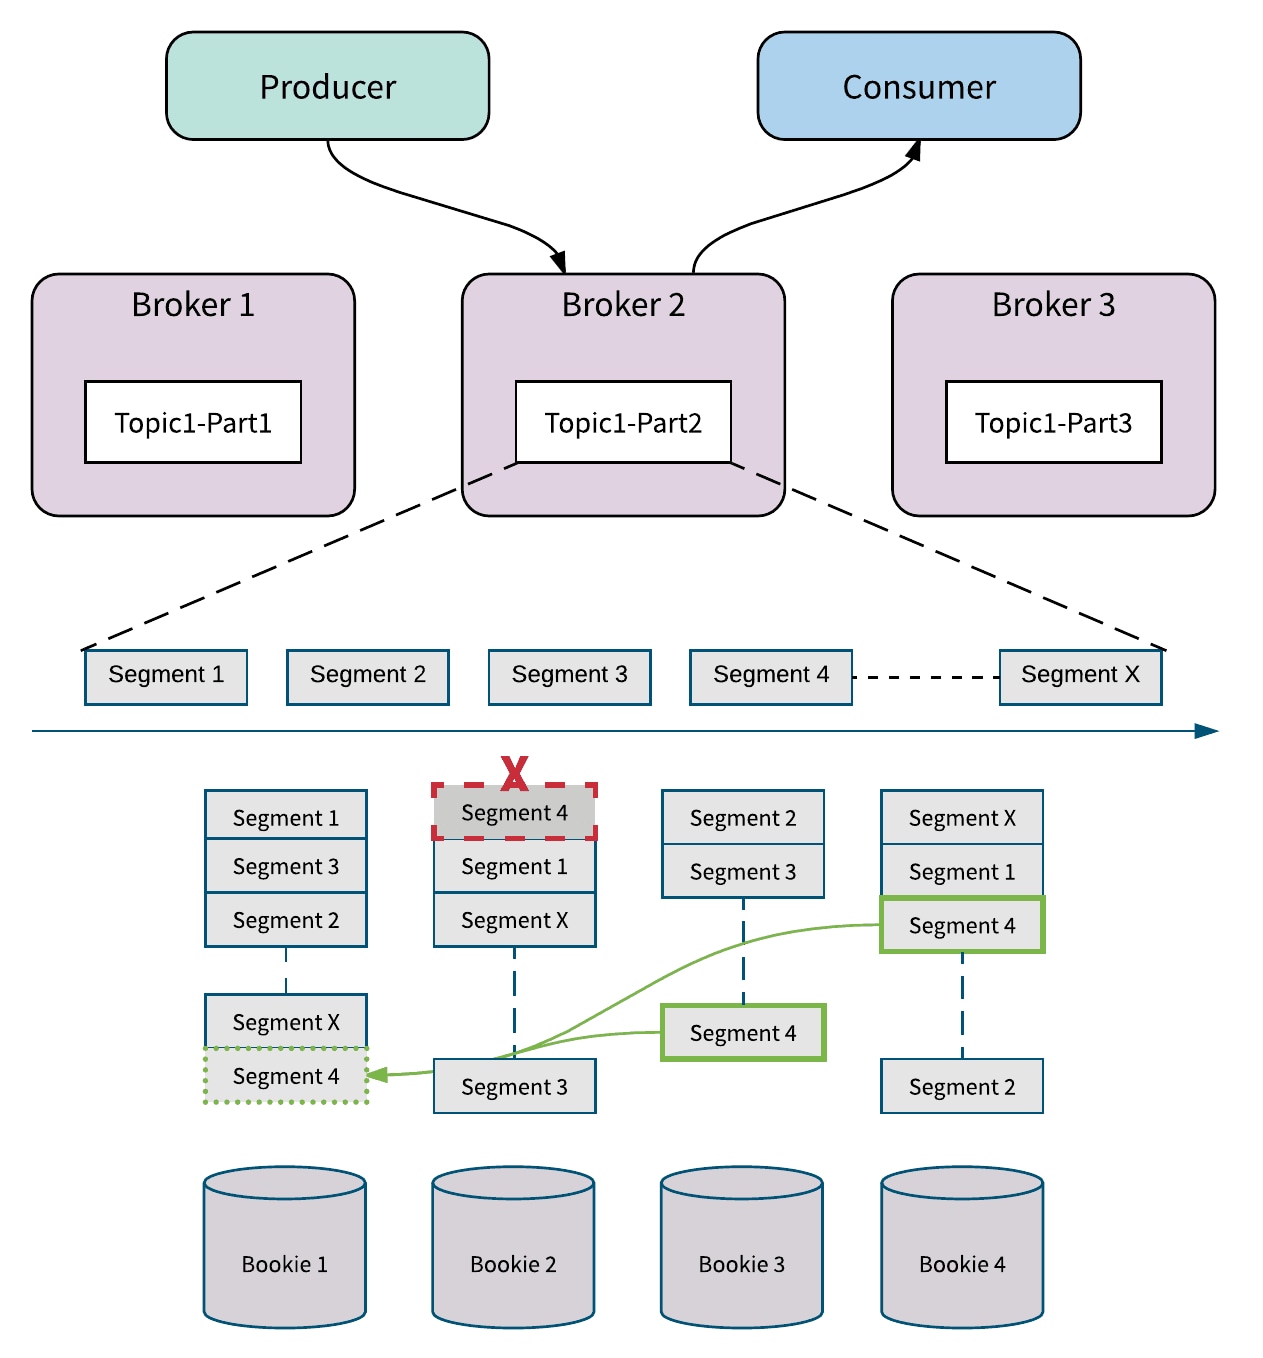 Producer
Consumer
Broker 1
Broker 2
Broker 3
Topic1-Part1
Topic1-Part2
Topic1-Part3
Segment 1
Segment 2
Segment 3
Segment 4
Segment X
X
Segment 1
Segment 3
Segment 2
Segment X
Segment 4
Segment 4
Segment 1
Segment X
Segment 3
Segment 2
Segment 3
Segment 4
Segment X
Segment 1
Segment 4
Segment 2
Bookie 1
Bookie 2
Bookie 3
Bookie 4